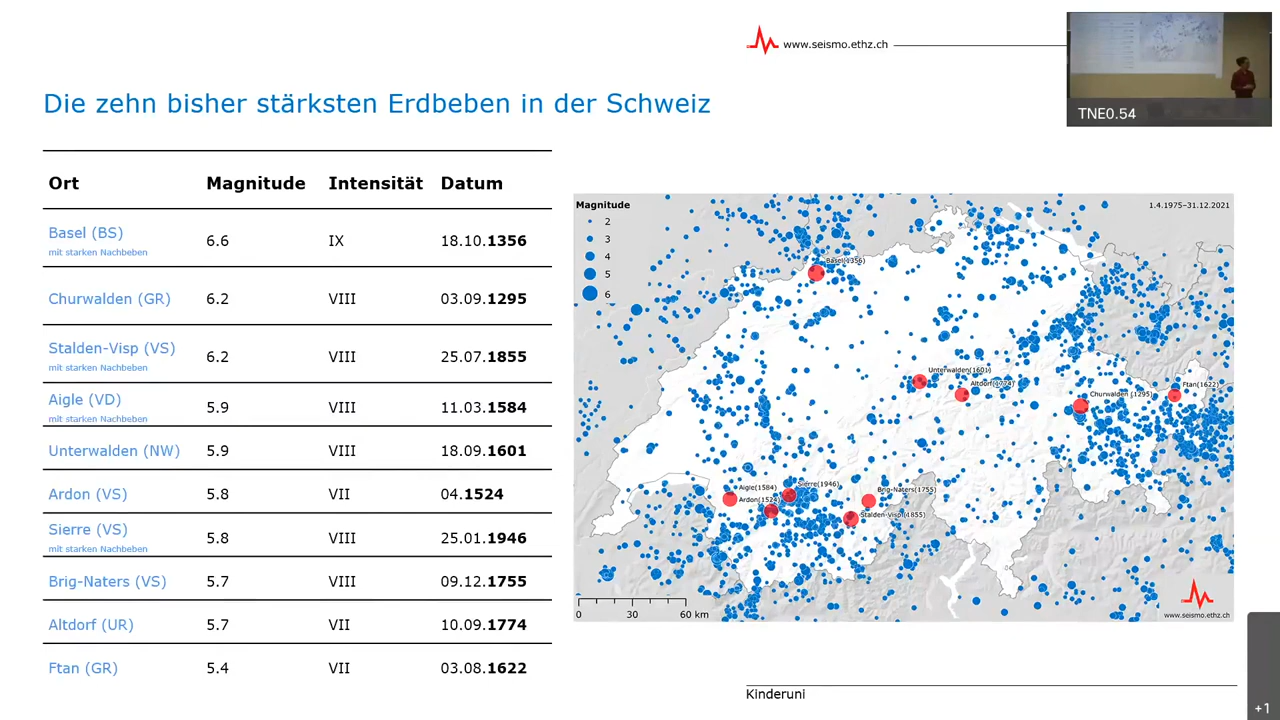 www.seismo.ethz.ch
TNE0.54
Die zehn bisher stärksten Erdbeben in der Schweiz
Ort Magnitude Intensität Datum
Basel (BS) 6.6 IX 18.10.1356
mit starken Nachbeben
Churwalden (GR) 6.2 VIII 03.09.1295
Stalden-Visp (VS) 6.2 VIII 25.07.1855
mit starken Nachbeben
Aigle (VD) 5.9 VIII 11.03.1584
mit starken Nachbeben
Unterwalden (NW) 5.9 VIII 18.09.1601
Ardon (VS) 5.8 VII 04.1524
Sierre (VS) 5.8 VIII 25.01.1946
mit starken Nachbeben
Brig-Naters (VS) 5.7 VIII 09.12.1755
Altdorf (UR) 5.7 VII 10.09.1774
Ftan (GR) 5.4 VII 03.08.1622
Magnitude
2
3
4
5
6
1.4.1975–31.12.2021
Basel(1356)
Unterwalden(1601)
Altdorf(1774)
Ftan(1622)
Churwalden (1295)
Sierre(1946)
Aigle(1584)
Ardon(1524)
Brig-Naters(1755)
Stalden-Visp (1855)
0 30 60 km
www.seismo.ethz.ch
Kinderuni
+1